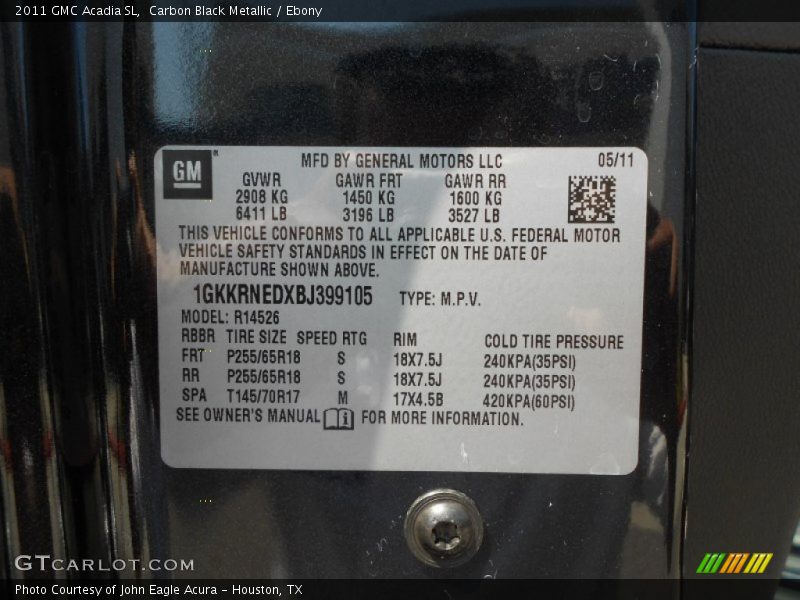 2011 GMC Acadia SL, Carbon Black Metallic / Ebony
GM
MFD BY GENERAL MOTORS LLC 05/11
GVWR GAWR FRT GAWR RR
2908 KG 1450 KG 1600 KG
6411 LB 3196 LB 3527 LB
THIS VEHICLE CONFORMS TO ALL APPLICABLE U.S. FEDERAL MOTOR
VEHICLE SAFETY STANDARDS IN EFFECT ON THE DATE OF
MANUFACTURE SHOWN ABOVE.
1GKKRNEDXBJ399105 TYPE: M.P.V.
MODEL: R14526
RBBR TIRE SIZE SPEED RTG RIM COLD TIRE PRESSURE
FRT P255/65R18 S 18X7.5J 240KPA(35PSI)
RR P255/65R18 S 18X7.5J 240KPA(35PSI)
SPA T145/70R17 M 17X4.5B 420KPA(60PSI)
SEE OWNER'S MANUAL i FOR MORE INFORMATION.
GTCARLOT.COM
Photo Courtesy of John Eagle Acura - Houston, TX